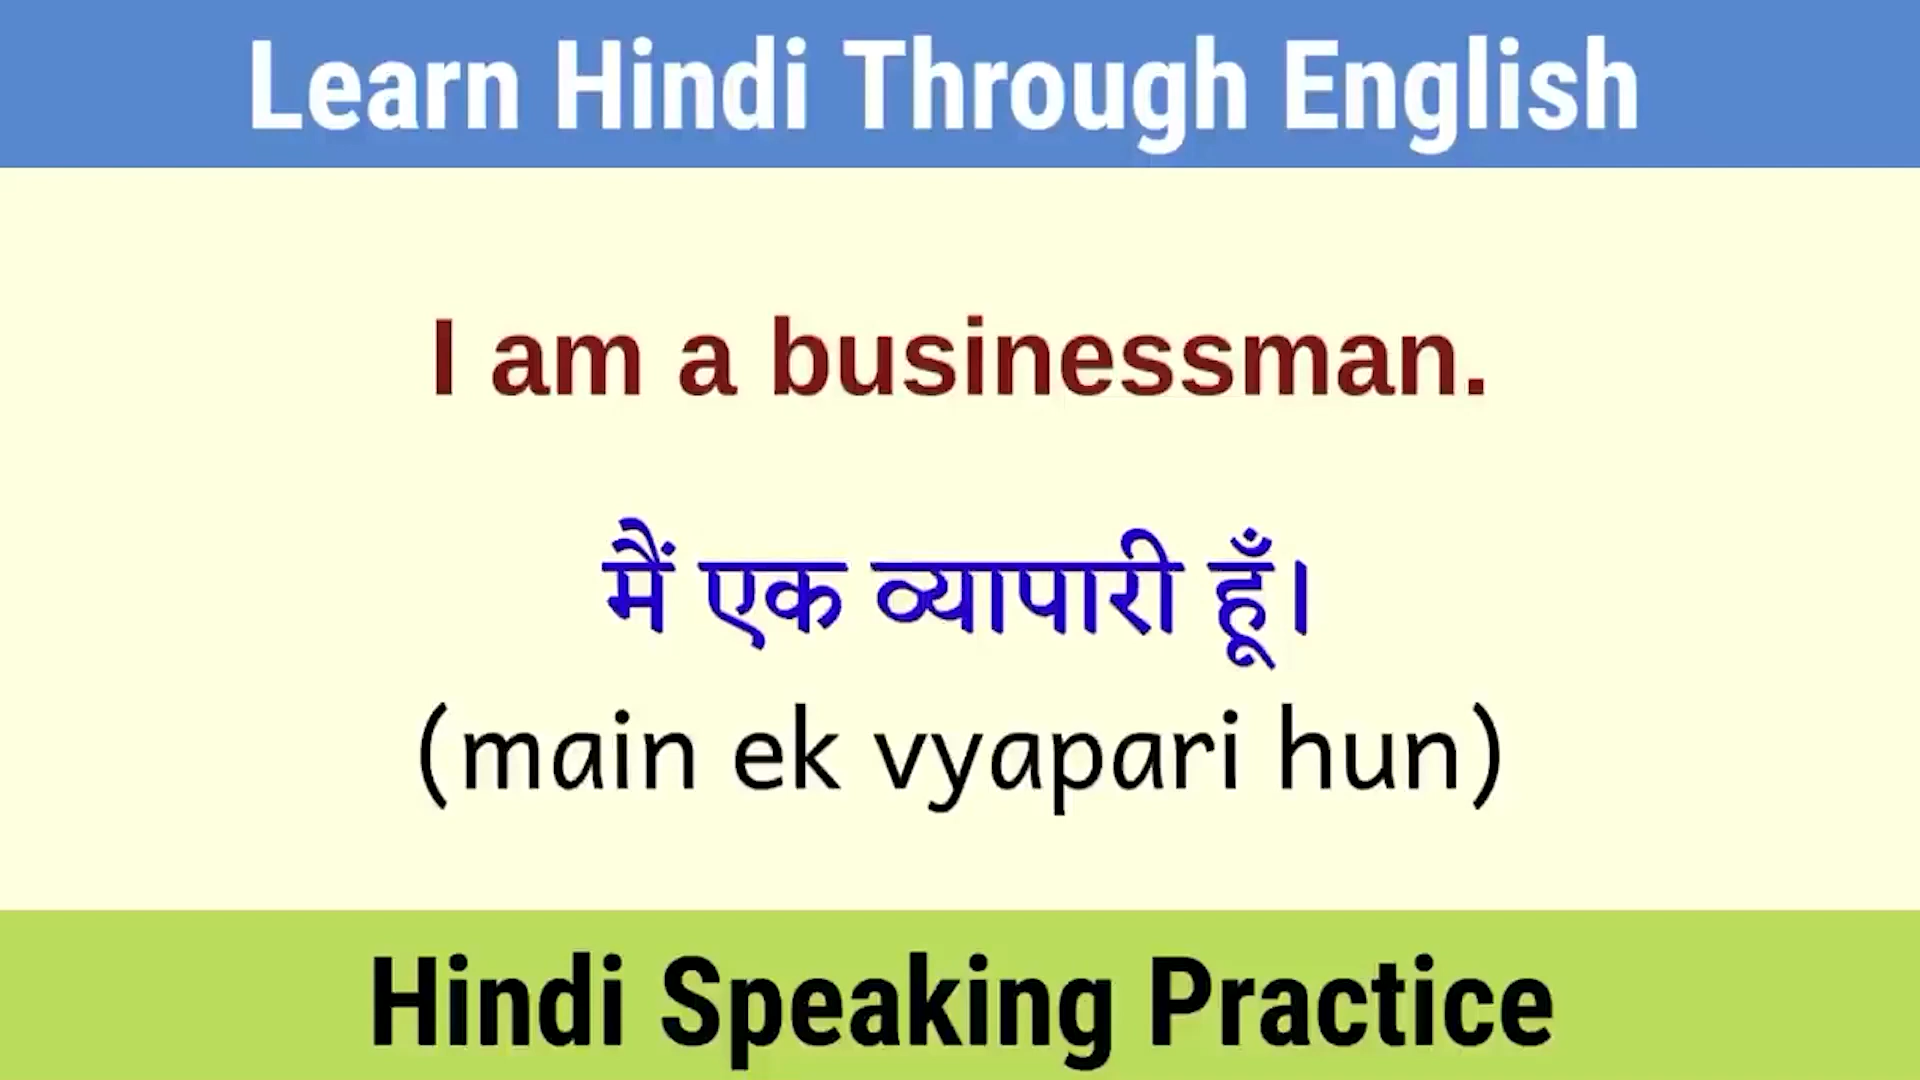 Learn Hindi Through English
I am a businessman.
मैं एक व्यापारी हूँ।
(main ek vyapari hun)
Hindi Speaking Practice